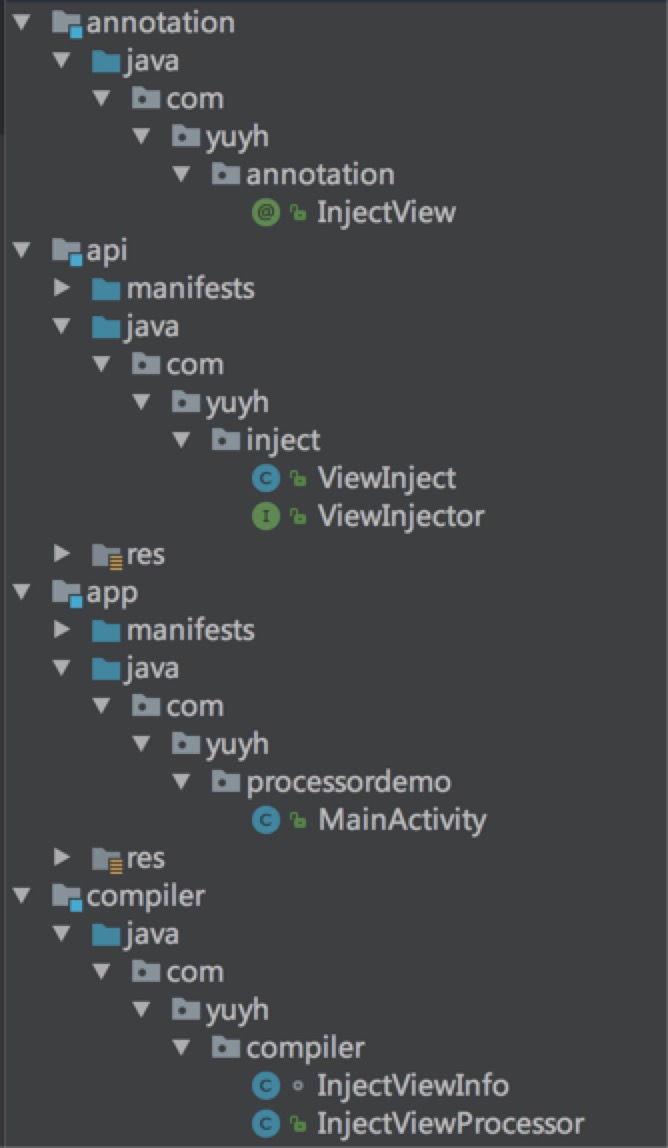 annotation
java
com
yuyh
annotation
InjectView
api
manifests
java
com
yuyh
inject
ViewInject
ViewInjector
res
app
manifests
java
com
yuyh
processordemo
MainActivity
res
compiler
java
com
yuyh
compiler
InjectViewInfo
InjectViewProcessor